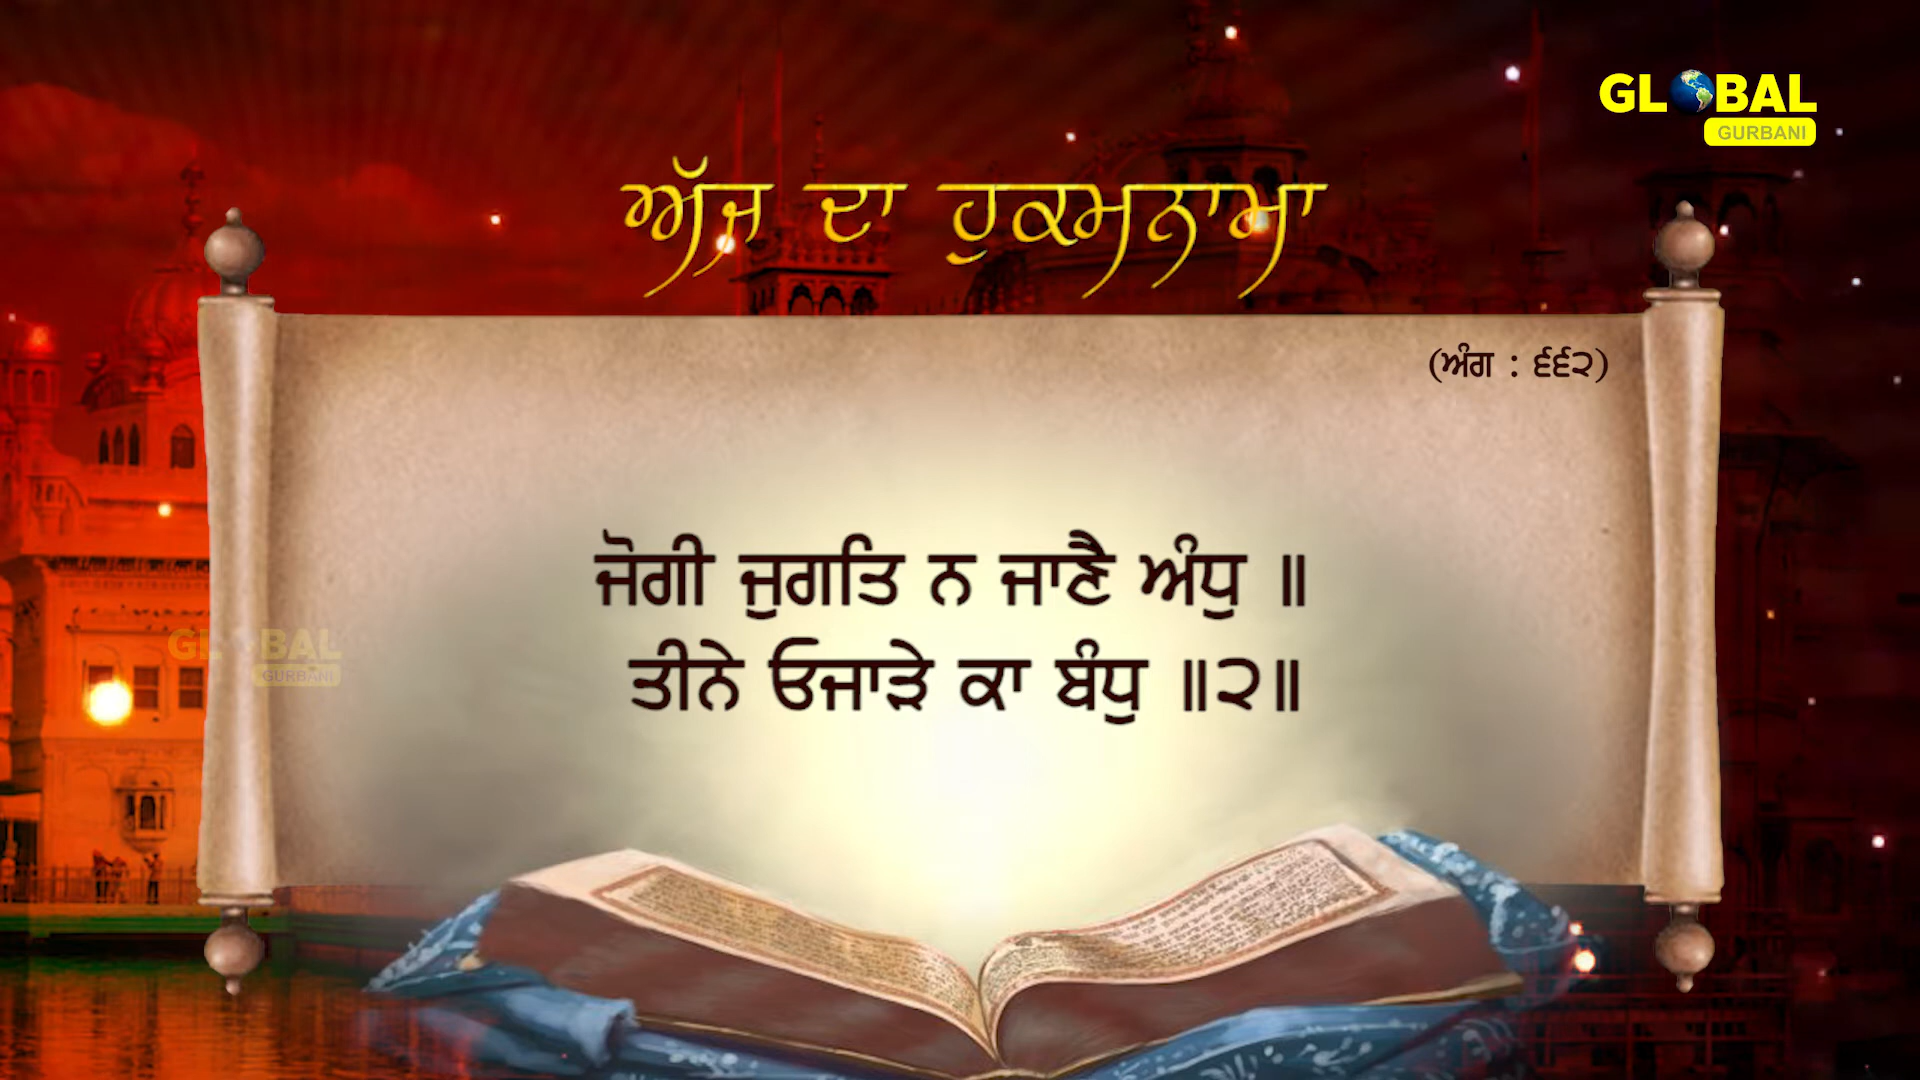 GLOBAL
GURBANI
ਅੱਜ ਦਾ ਹੁਕਮਨਾਮਾ
(ਅੰਗ : ੬੬੨)
ਜੋਗੀ ਜੁਗਤਿ ਨ ਜਾਣੈ ਅੰਧੁ ॥
ਤੀਨੇ ਓਜਾੜੇ ਕਾ ਬੰਧੁ ॥੨॥
GLOBAL
GURBANI